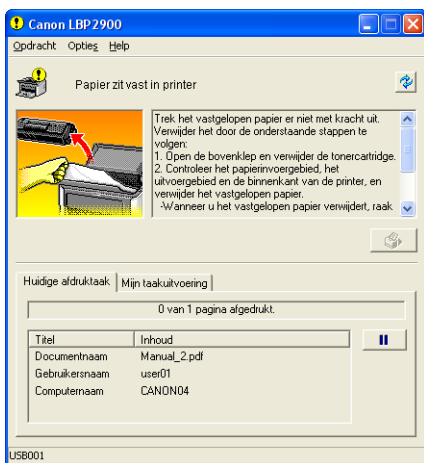 Canon LBP2900
Opdracht Opties Help
Papier zit vast in printer
Trek het vastgelopen papier er niet met kracht uit.
Verwijder het door de onderstaande stappen te
volgen:
1. Open de bovenklep en verwijder de tonercartridge.
2. Controleer het papierinvoergebied, het
uitvoergebied en de binnenkant van de printer, en
verwijder het vastgelopen papier.
-Wanneer u het vastgelopen papier verwijdert, raak
Huidige afdruktaak Mijn taakuitvoering
0 van 1 pagina afgedrukt.
Titel Inhoud
Documentnaam Manual_2.pdf
Gebruikersnaam user01
Computernaam CANON04
USB001